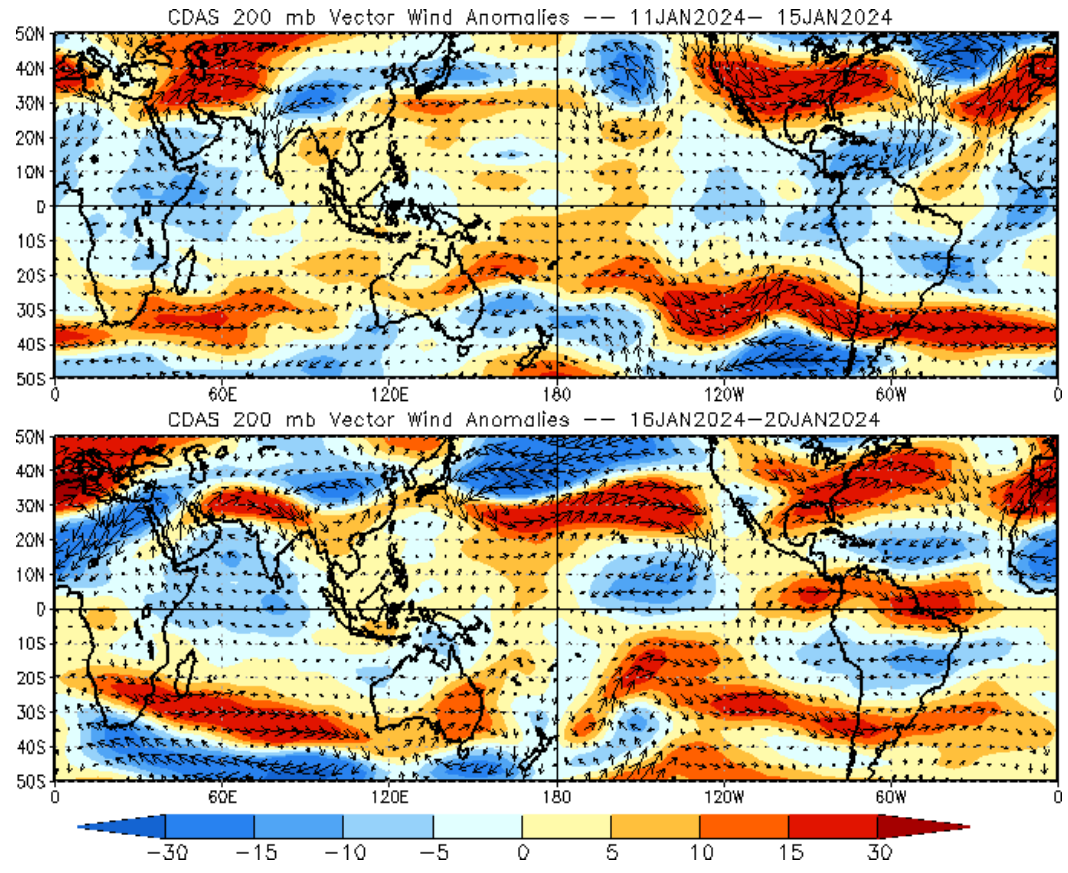 CDAS 200 mb Vector Wind Anomalies -- 11JAN2024- 15JAN2024
50N
40N
30N
20N
10N
0
10S
20S
30S
40S
50S
0 60E 120E 180 120W 60W 0
CDAS 200 mb Vector Wind Anomalies -- 16JAN2024-20JAN2024
50N
40N
30N
20N
10N
0
10S
20S
30S
40S
50S
0 60E 120E 180 120W 60W 0
-30 -15 -10 -5 0 5 10 15 30